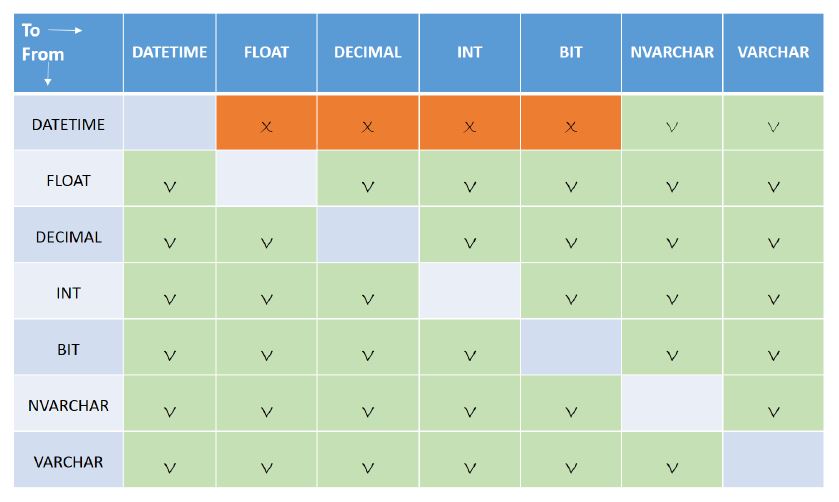 To →
From ↓
DATETIME FLOAT DECIMAL INT BIT NVARCHAR VARCHAR
DATETIME x x x x √ √
FLOAT √ √ √ √ √ √
DECIMAL √ √ √ √ √ √
INT √ √ √ √ √ √
BIT √ √ √ √ √ √
NVARCHAR √ √ √ √ √ √
VARCHAR √ √ √ √ √ √